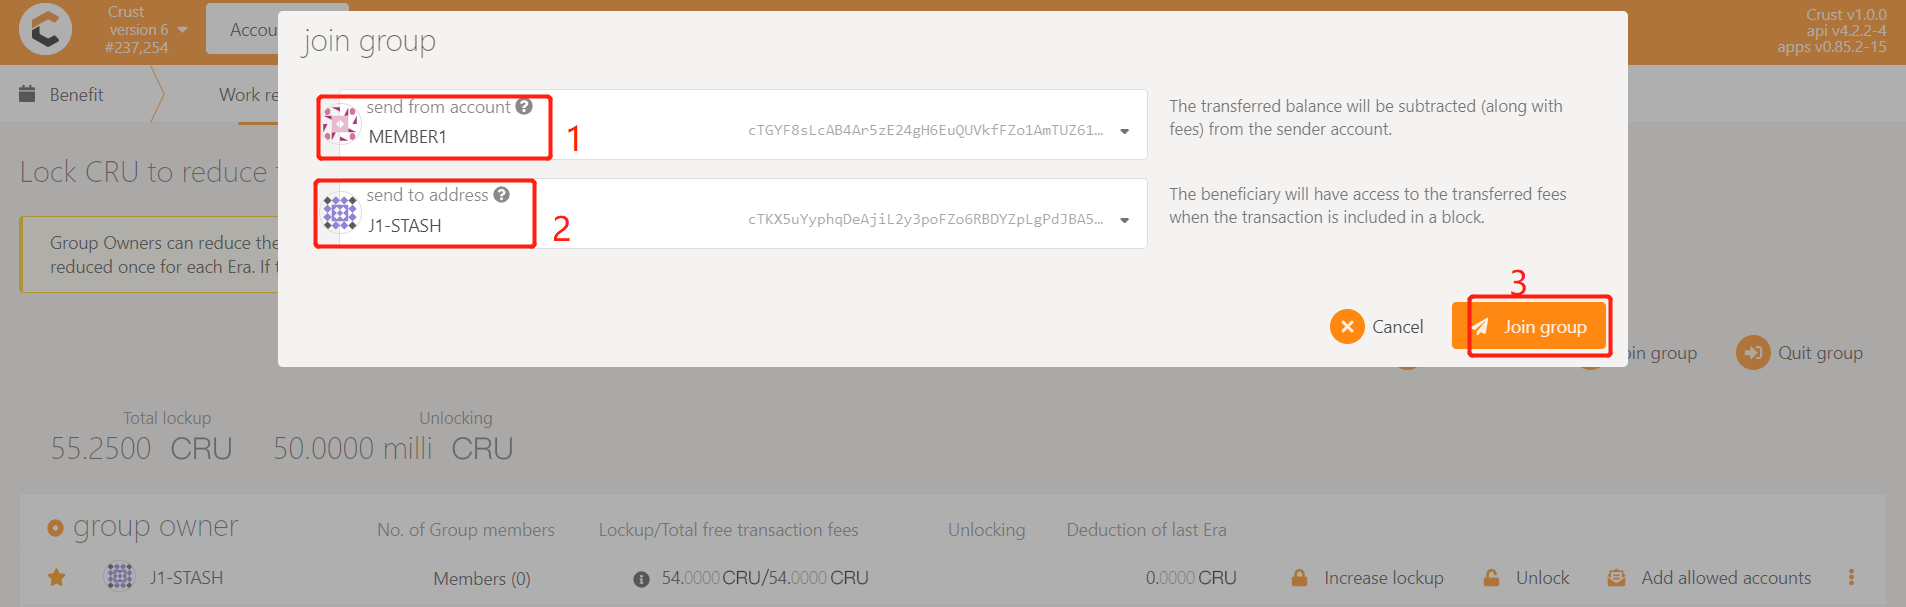 Crust
version 6
#237,254
Accou
Crust v1.0.0
api v4.2.2-4
apps v0.85.2-15
join group
Benefit
Work re
send from account
MEMBER1
1
cTGYF8sLcAB4Ar5zE24gH6EuQUVkfFZo1AmTUZ61...
The transferred balance will be subtracted (along with
fees) from the sender account.
Lock CRU to reduce
send to address
J1-STASH
2
cTKX5uYyphqDeAjiL2y3poFZo6RBDYZpLgPdJBA5...
The beneficiary will have access to the transferred fees
when the transaction is included in a block.
Group Owners can reduce the
reduced once for each Era. If
3
Cancel
Join group
oin group
Quit group
Total lockup
Unlocking
55.2500 CRU
50.0000 milli CRU
group owner
No. of Group members
Lockup/Total free transaction fees
Unlocking
Deduction of last Era
J1-STASH
Members (0)
54.0000 CRU/54.0000 CRU
0.0000 CRU
Increase lockup
Unlock
Add allowed accounts